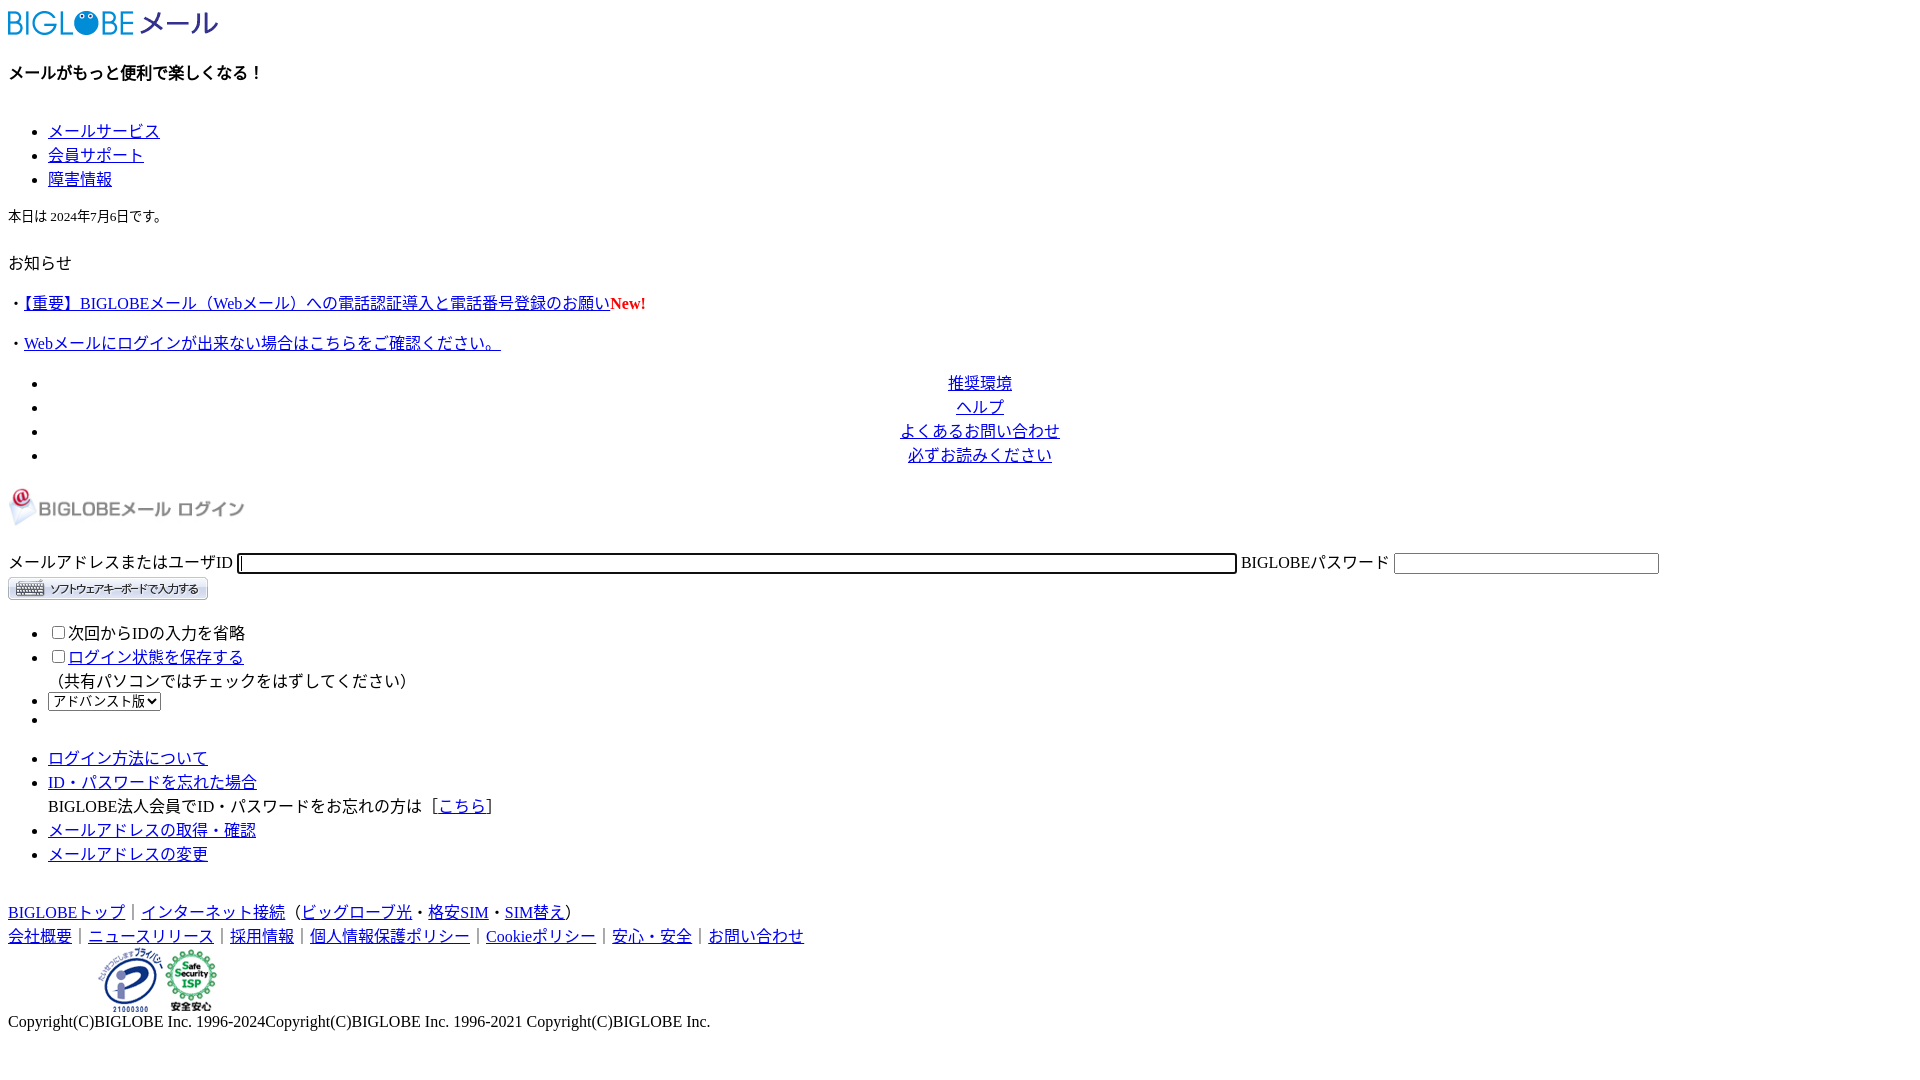 BIGLOBE メール
メールがもっと便利で楽しくなる！
メールサービス
会員サポート
障害情報
本日は 2024年7月6日です。
お知らせ
・【重要】BIGLOBEメール（Webメール）への電話認証導入と電話番号登録のお願いNew!
・Webメールにログインが出来ない場合はこちらをご確認ください。
推奨環境
ヘルプ
よくあるお問い合わせ
必ずお読みください
@BIGLOBEメール ログイン
メールアドレスまたはユーザID BIGLOBEパスワード
ソフトウェアキーボードで入力する
次回からIDの入力を省略
ログイン状態を保存する
（共有パソコンではチェックをはずしてください）
アドバンスト版
ログイン方法について
ID・パスワードを忘れた場合
BIGLOBE法人会員でID・パスワードをお忘れの方は［こちら］
メールアドレスの取得・確認
メールアドレスの変更
BIGLOBEトップ｜インターネット接続（ビッグローブ光・格安SIM・SIM替え）
会社概要｜ニュースリリース｜採用情報｜個人情報保護ポリシー｜Cookieポリシー｜安心・安全｜お問い合わせ
たいせつにしますプライバシー
21000300
Safe
Security
ISP
安全安心
Copyright(C)BIGLOBE Inc. 1996-2024Copyright(C)BIGLOBE Inc. 1996-2021 Copyright(C)BIGLOBE Inc.